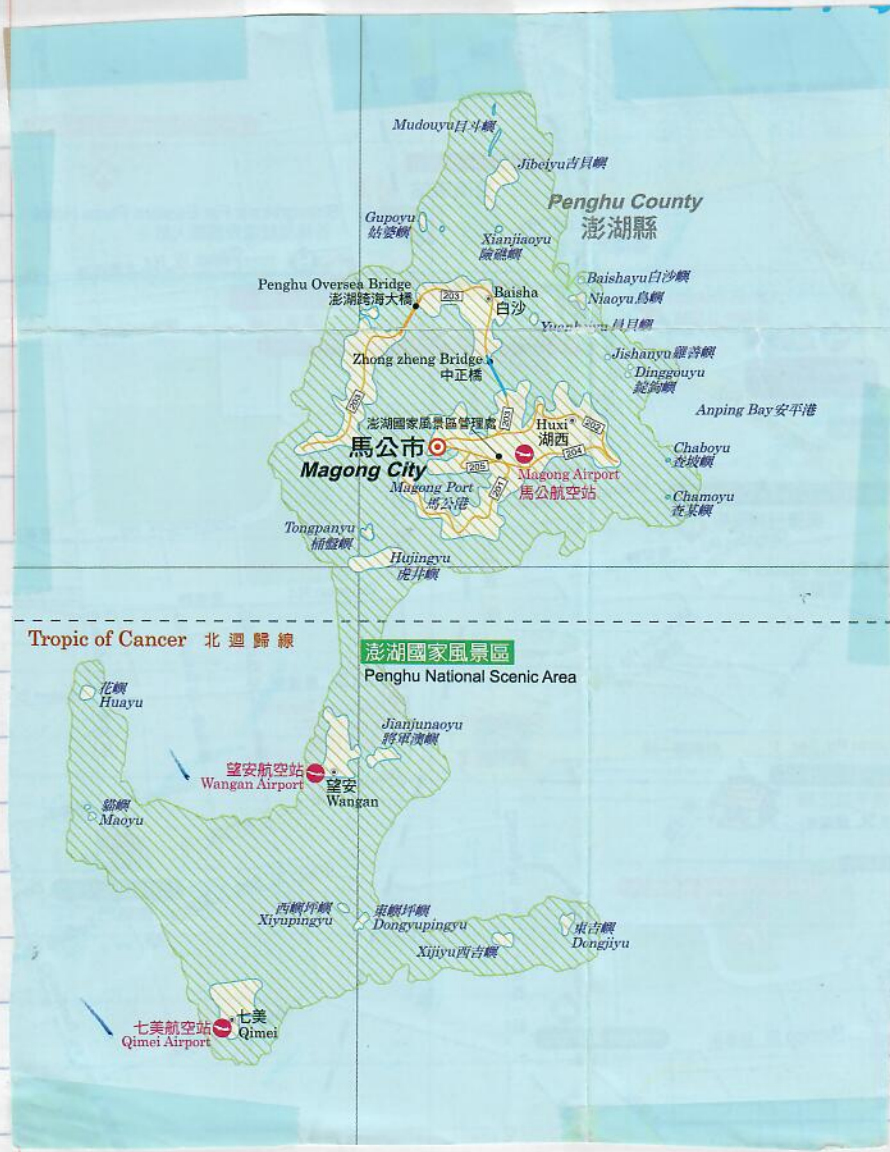 Mudouyu目斗嶼
Jibeiyu吉貝嶼
Penghu County
澎湖縣
Gupoyu
姑婆嶼
Xianjiaoyu
險礁嶼
Baishayu白沙嶼
Niaoyu鳥嶼
Penghu Oversea Bridge
澎湖跨海大橋
203
Baisha
白沙
員貝嶼
Zhong zheng Bridge
中正橋
Jishanyu雞善嶼
Dinggouyu
錠鉤嶼
Anping Bay安平港
203
203
澎湖國家風景區管理處
Huxi
湖西
202
204
馬公市
Magong City
205
201
Magong Airport
馬公航空站
Magong Port
馬公港
Chaboyu
查坡嶼
Chamoyu
查某嶼
Tongpanyu
桶盤嶼
Hujingyu
虎井嶼
Tropic of Cancer 北迴歸線
澎湖國家風景區
Penghu National Scenic Area
花嶼
Huayu
Jianjunaoyu
將軍澳嶼
望安航空站
Wangan Airport
望安
Wangan
貓嶼
Maoyu
西嶼坪嶼
Xiyupingyu
東嶼坪嶼
Dongyupingyu
Xijiyu西吉嶼
東吉嶼
Dongjiyu
七美航空站
Qimei Airport
七美
Qimei